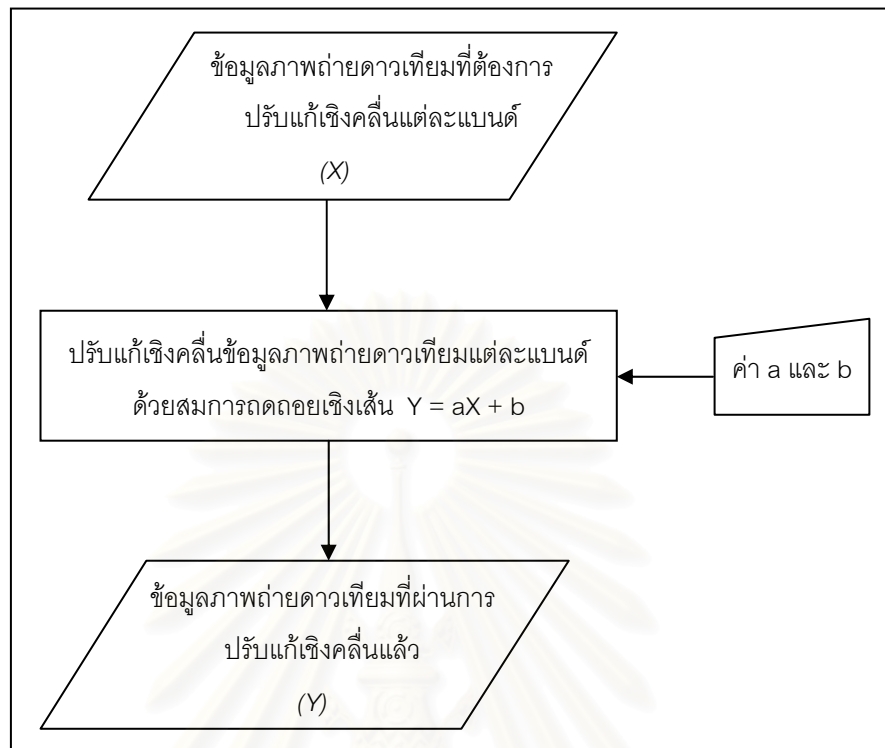 ข้อมูลภาพถ่ายดาวเทียมที่ต้องการ
ปรับแก้เชิงคลื่นแต่ละแบนด์
(X)
ปรับแก้เชิงคลื่นข้อมูลภาพถ่ายดาวเทียมแต่ละแบนด์
ด้วยสมการถดถอยเชิงเส้น Y = aX + b
ค่า a และ b
ข้อมูลภาพถ่ายดาวเทียมที่ผ่านการ
ปรับแก้เชิงคลื่นแล้ว
(Y)